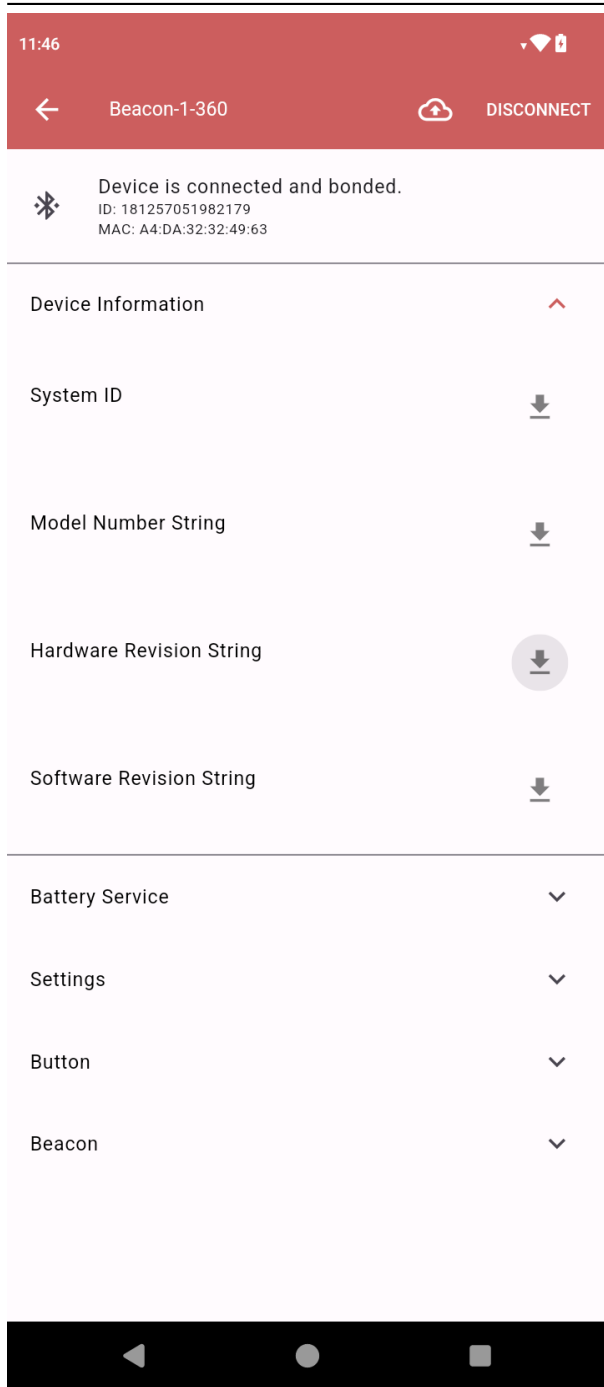 11:46
Beacon-1-360
DISCONNECT
Device is connected and bonded.
ID: 181257051982179
MAC: A4:DA:32:32:49:63
Device Information
System ID
Model Number String
Hardware Revision String
Software Revision String
Battery Service
Settings
Button
Beacon